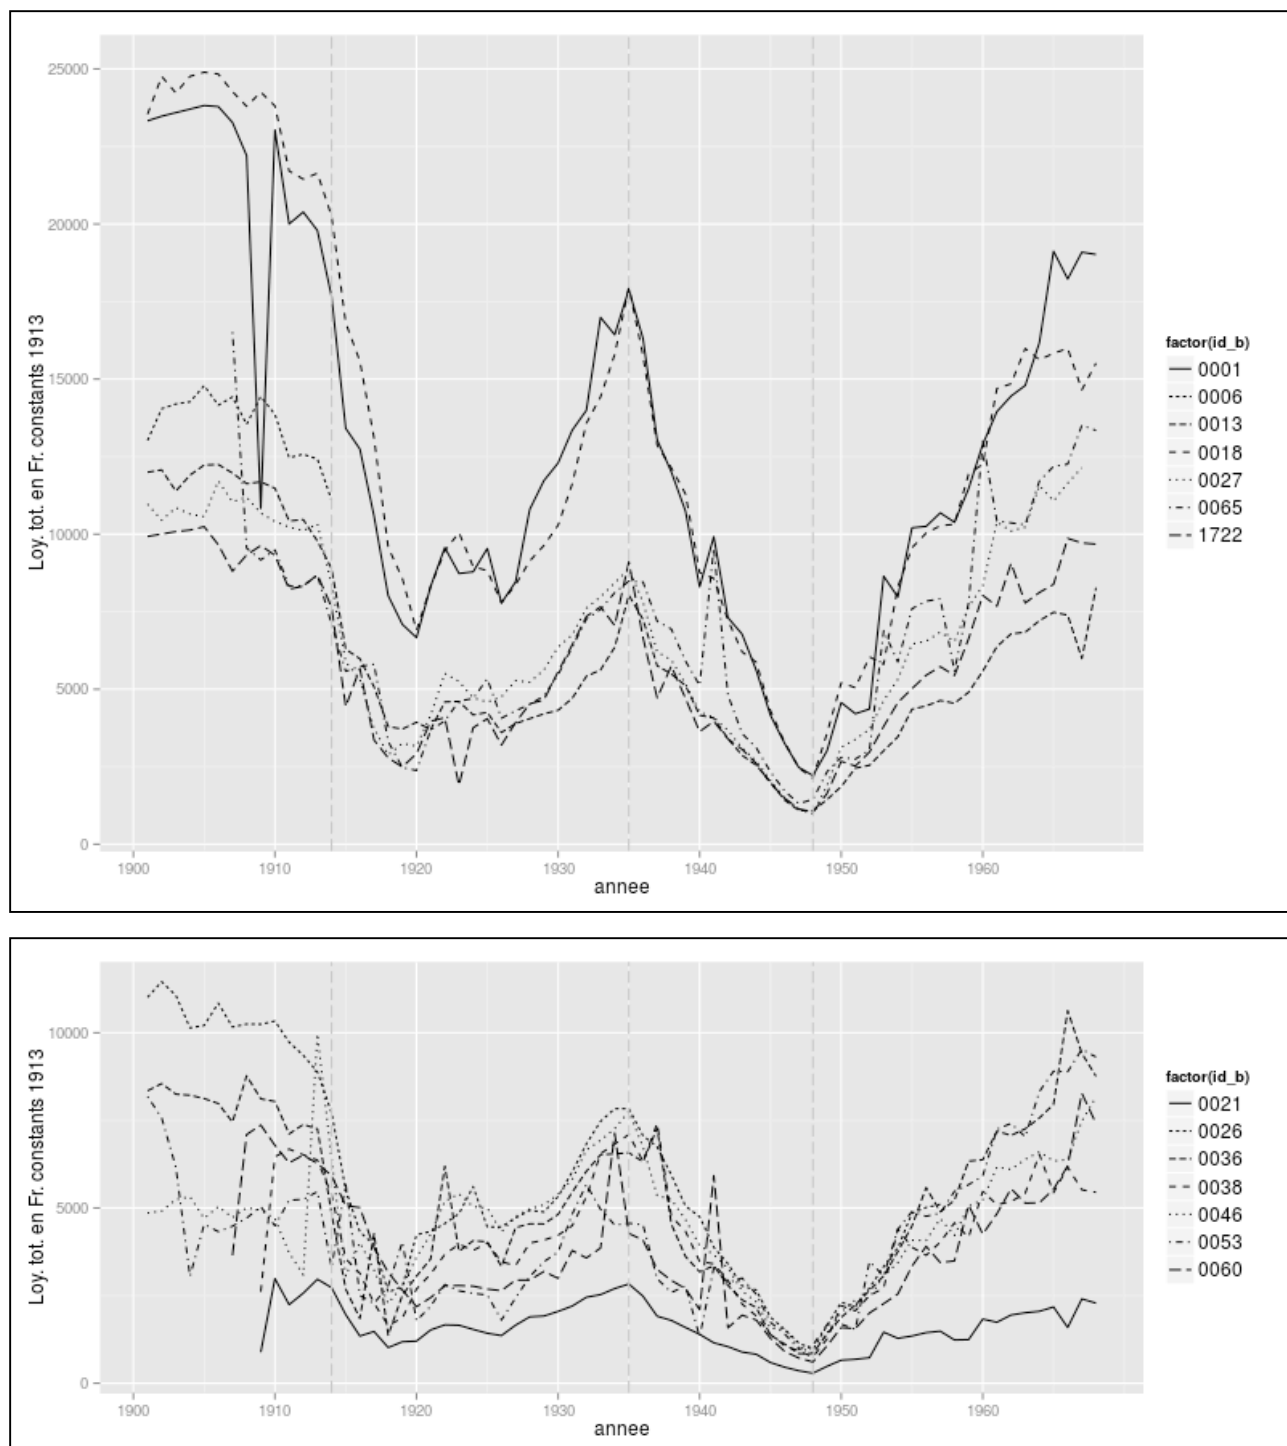 25000
20000
15000
10000
5000
0
Loy. tot. en Fr. constants 1913
1900 1910 1920 1930 1940 1950 1960
annee
factor(id_b)
0001
0006
0013
0018
0027
0065
1722
10000
5000
0
Loy. tot. en Fr. constants 1913
1900 1910 1920 1930 1940 1950 1960
annee
factor(id_b)
0021
0026
0036
0038
0046
0053
0060